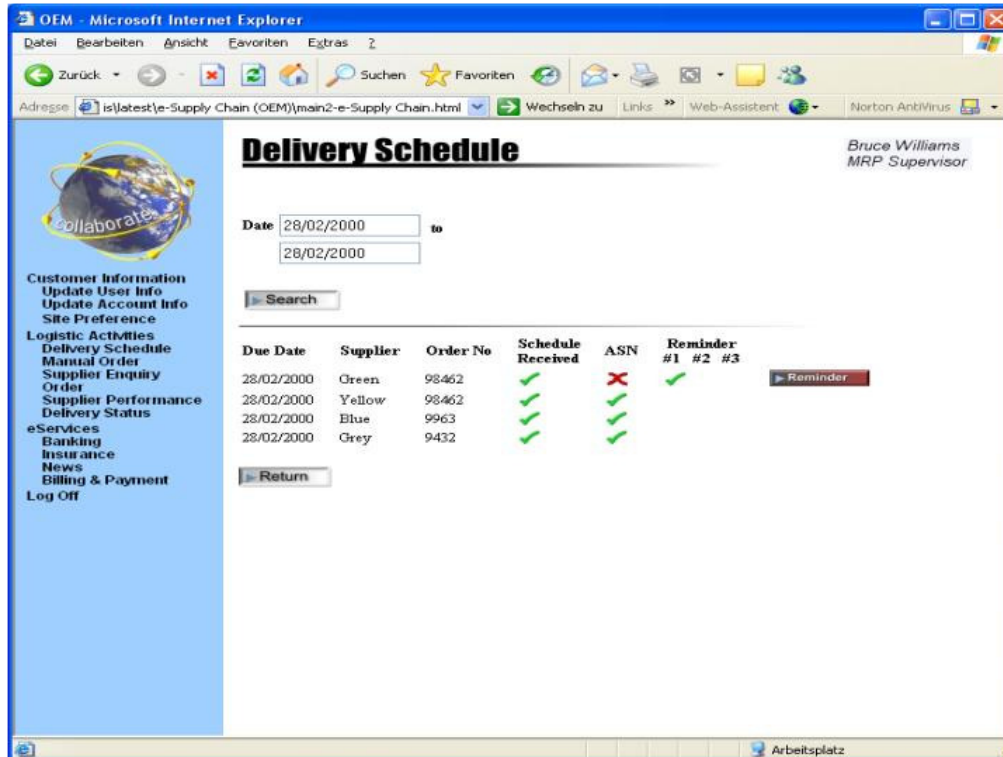 OEM - Microsoft Internet Explorer
Datei Bearbeiten Ansicht Favoriten Extras ?
Zurück Suchen Favoriten
Adresse is\latest\e-Supply Chain (OEM)\main2-e-Supply Chain.html Wechseln zu Links » Web-Assistent Norton AntiVirus
collaborate
Customer Information
Update User Info
Update Account Info
Site Preference
Logistic Activities
Delivery Schedule
Manual Order
Supplier Enquiry
Order
Supplier Performance
Delivery Status
eServices
Banking
Insurance
News
Billing & Payment
Log Off
Delivery Schedule
Bruce Williams
MRP Supervisor
Date 28/02/2000 to
28/02/2000
Search
Due Date Supplier Order No Schedule Received ASN Reminder
#1 #2 #3
28/02/2000 Green 98462 Reminder
28/02/2000 Yellow 98462
28/02/2000 Blue 9963
28/02/2000 Grey 9432
Return
Arbeitsplatz